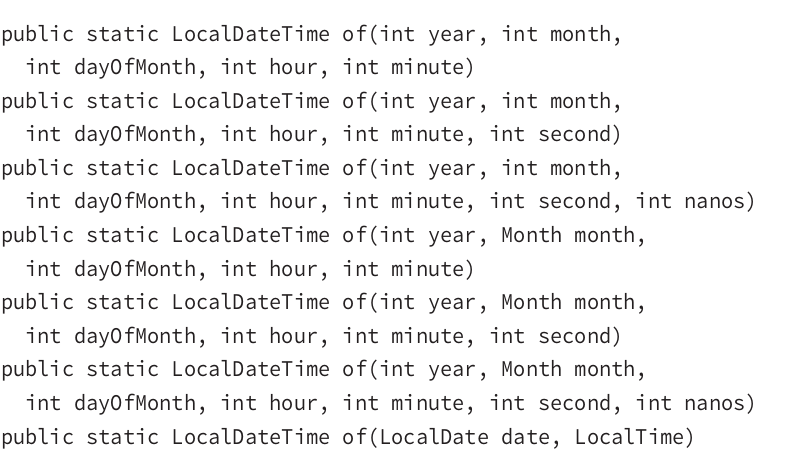 public static LocalDateTime of(int year, int month,
int dayOfMonth, int hour, int minute)
public static LocalDateTime of(int year, int month,
int dayOfMonth, int hour, int minute, int second)
public static LocalDateTime of(int year, int month,
int dayOfMonth, int hour, int minute, int second, int nanos)
public static LocalDateTime of(int year, Month month,
int dayOfMonth, int hour, int minute)
public static LocalDateTime of(int year, Month month,
int dayOfMonth, int hour, int minute, int second)
public static LocalDateTime of(int year, Month month,
int dayOfMonth, int hour, int minute, int second, int nanos)
public static LocalDateTime of(LocalDate date, LocalTime)